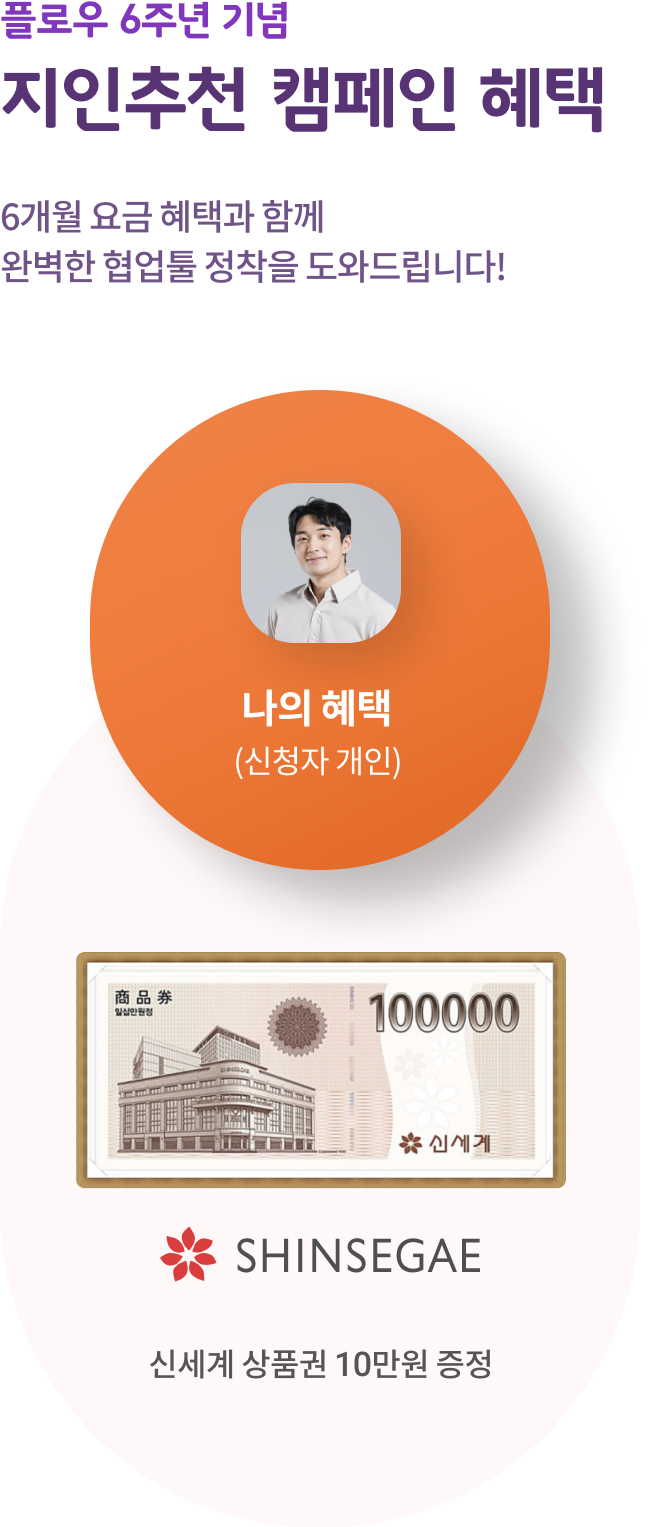 플로우 6주년 기념
지인추천 캠페인 혜택
6개월 요금 혜택과 함께
완벽한 협업툴 정착을 도와드립니다!
나의 혜택
(신청자 개인)
商品券
일십만원정
100000
SHINSEGAE
신세계
SHINSEGAE
신세계 상품권 10만원 증정